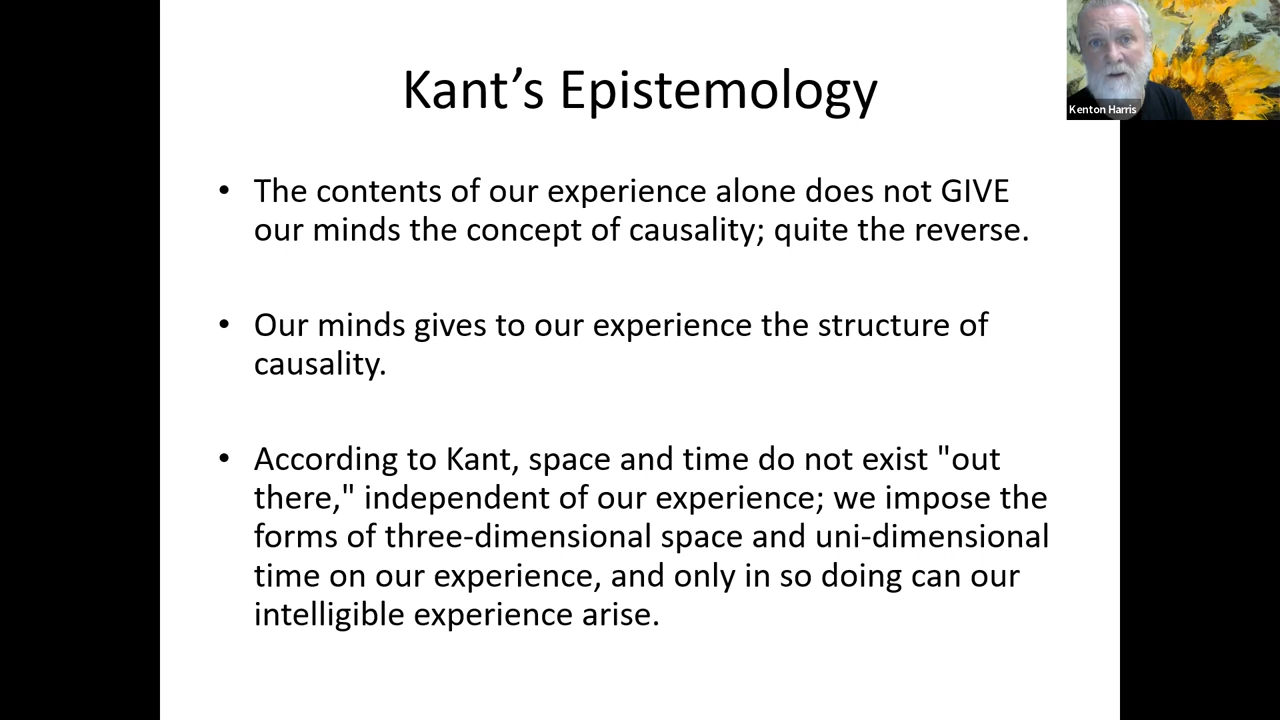 Kant’s Epistemology
Kenton Harris
• The contents of our experience alone does not GIVE
our minds the concept of causality; quite the reverse.
• Our minds gives to our experience the structure of
causality.
• According to Kant, space and time do not exist "out
there," independent of our experience; we impose the
forms of three-dimensional space and uni-dimensional
time on our experience, and only in so doing can our
intelligible experience arise.